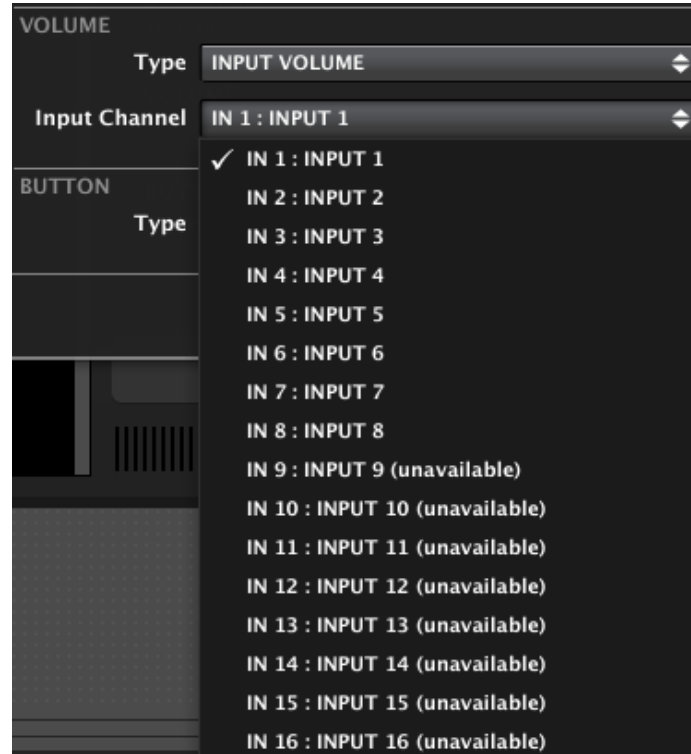 VOLUME
Type INPUT VOLUME
Input Channel IN 1 : INPUT 1
✓ IN 1 : INPUT 1
IN 2 : INPUT 2
BUTTON
Type
IN 3 : INPUT 3
IN 4 : INPUT 4
IN 5 : INPUT 5
IN 6 : INPUT 6
IN 7 : INPUT 7
IN 8 : INPUT 8
IN 9 : INPUT 9 (unavailable)
IN 10 : INPUT 10 (unavailable)
IN 11 : INPUT 11 (unavailable)
IN 12 : INPUT 12 (unavailable)
IN 13 : INPUT 13 (unavailable)
IN 14 : INPUT 14 (unavailable)
IN 15 : INPUT 15 (unavailable)
IN 16 : INPUT 16 (unavailable)